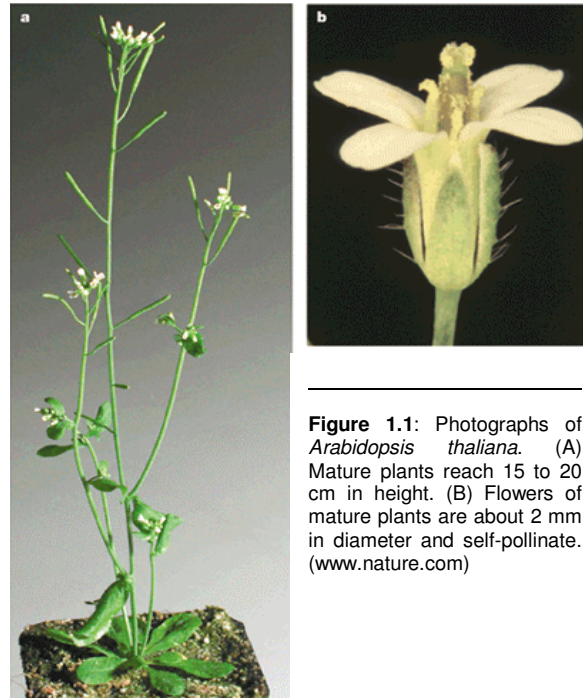 a
b
Figure 1.1: Photographs of
Arabidopsis thaliana. (A)
Mature plants reach 15 to 20
cm in height. (B) Flowers of
mature plants are about 2 mm
in diameter and self-pollinate.
(www.nature.com)